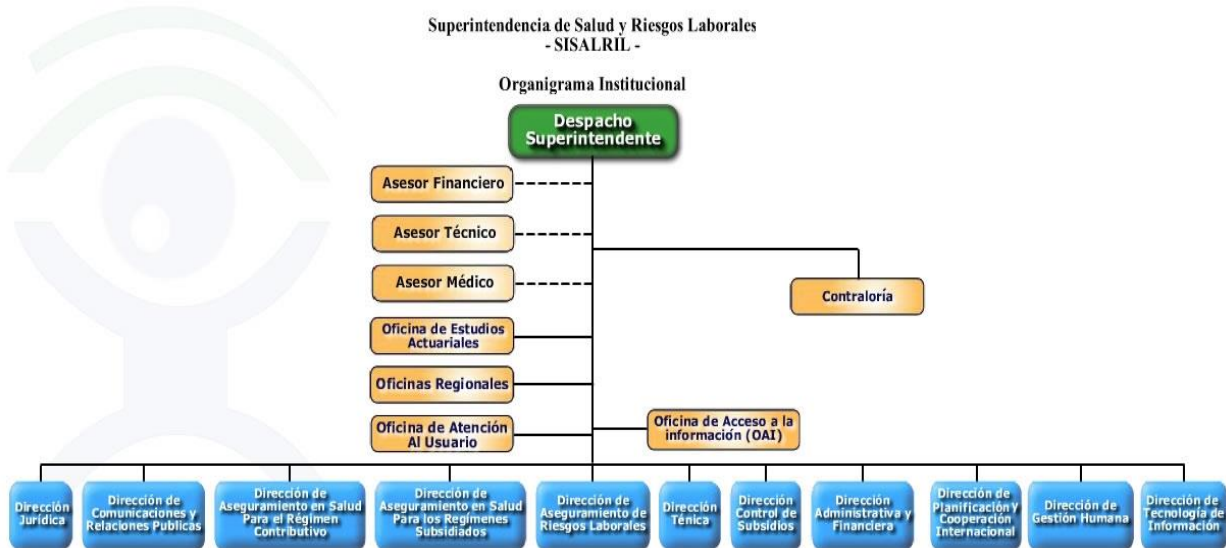 Superintendencia de Salud y Riesgos Laborales
- SISALRIL -
Organigrama Institucional
Despacho
Superintendente
Asesor Financiero
Asesor Técnico
Asesor Médico
Contraloría
Oficina de Estudios
Actuariales
Oficinas Regionales
Oficina de Atención
Al Usuario
Oficina de Acceso a la
información (OAI)
Dirección
Jurídica
Dirección de
Comunicaciones y
Relaciones Publicas
Dirección de
Aseguramiento en Salud
Para el Régimen
Contributivo
Dirección de
Aseguramiento en Salud
Para los Regímenes
Subsidiados
Dirección de
Aseguramiento de
Riesgos Laborales
Dirección
Ténica
Dirección
Control de
Subsidios
Dirección
Administrativa y
Financiera
Dirección de
Planificación Y
Cooperación
Internacional
Dirección de
Gestión Humana
Dirección de
Tecnología de
Información